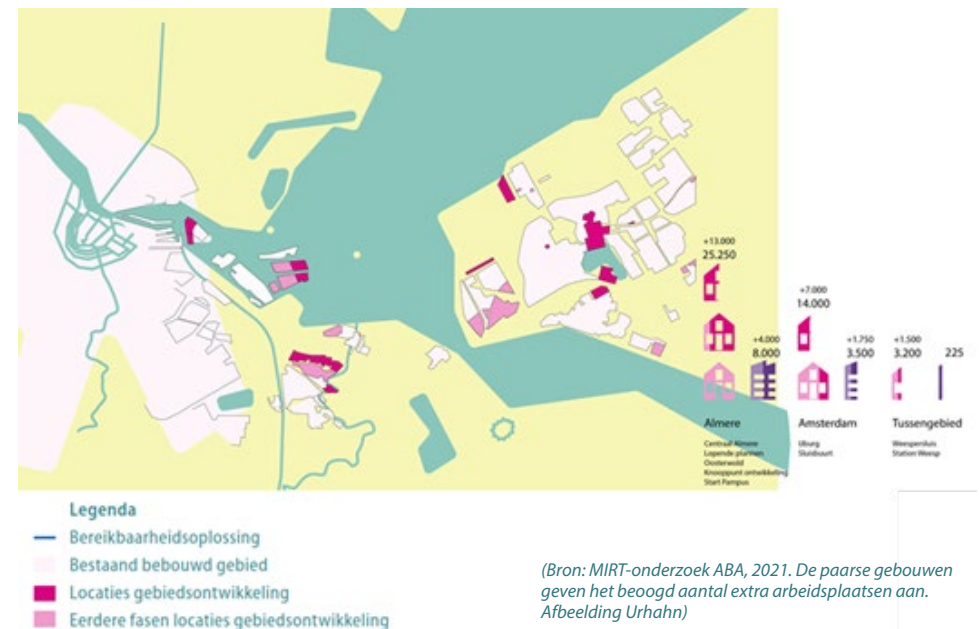 +13.000
25.250
+7.000
14.000
+4.000
8.000
+1.750
3.500
+1.500
3.200
225
Almere
Centraal Almere
Lopende plannen
Oosterwold
Knooppunt ontwikkeling
Start Pampus
Amsterdam
IJburg
Sluisbuurt
Tussengebied
Weespersluis
Station Weesp
Legenda
Bereikbaarheidsoplossing
Bestaand bebouwd gebied
Locaties gebiedsontwikkeling
Eerdere fasen locaties gebiedsontwikkeling
(Bron: MIRT-onderzoek ABA, 2021. De paarse gebouwen
geven het beoogd aantal extra arbeidsplaatsen aan.
Afbeelding Urhahn)